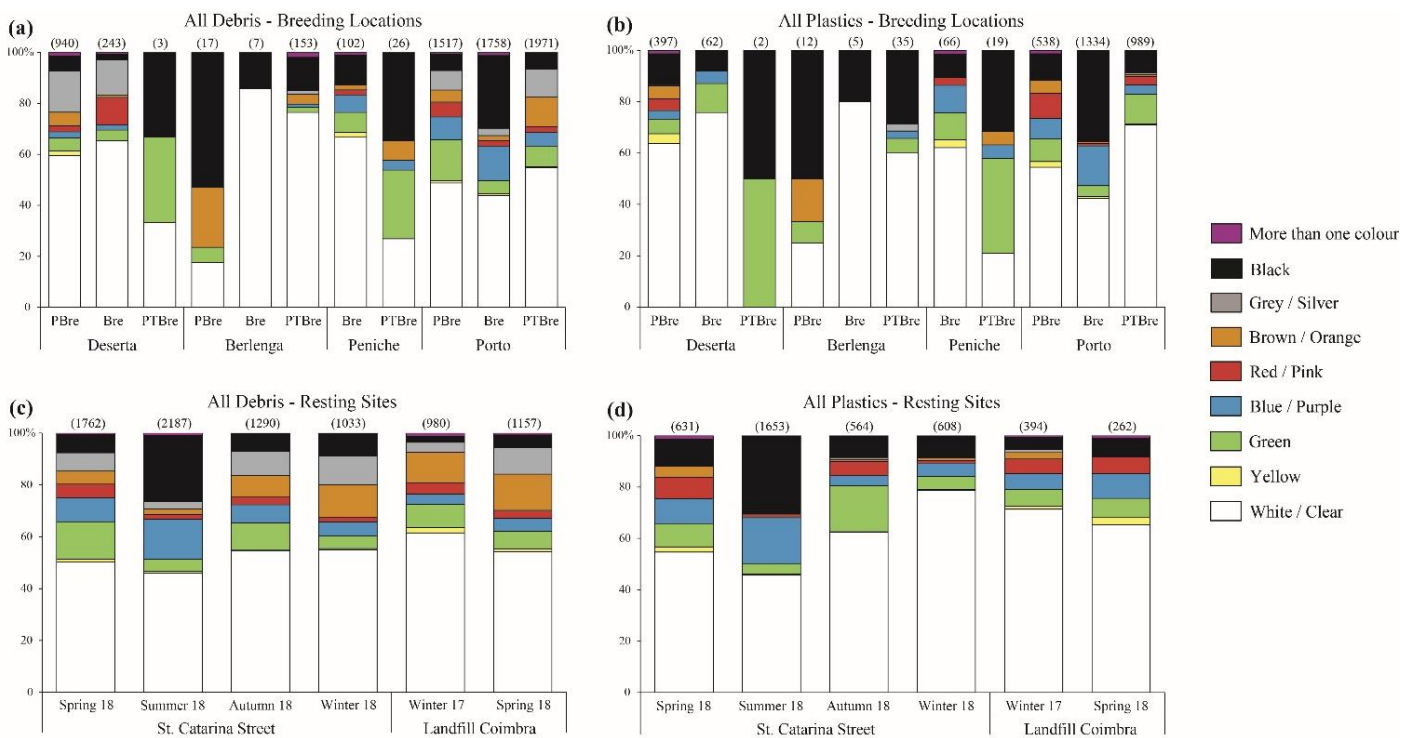 (a) All Debris - Breeding Locations
(940) (243) (3) (17) (7) (153) (102) (26) (1517) (1758) (1971)
100%
80
60
40
20
0
PBre Bre PTBre PBre Bre PTBre Bre PTBre PBre Bre PTBre
Deserta Berlenga Peniche Porto
(b) All Plastics - Breeding Locations
(397) (62) (2) (12) (5) (35) (66) (19) (538) (1334) (989)
100%
80
60
40
20
0
PBre Bre PTBre PBre Bre PTBre Bre PTBre PBre Bre PTBre
Deserta Berlenga Peniche Porto
More than one colour
Black
Grey / Silver
Brown / Orange
Red / Pink
Blue / Purple
Green
Yellow
White / Clear
(c) All Debris - Resting Sites
(1762) (2187) (1290) (1033) (980) (1157)
100%
80
60
40
20
0
Spring 18 Summer 18 Autumn 18 Winter 18 Winter 17 Spring 18
St. Catarina Street Landfill Coimbra
(d) All Plastics - Resting Sites
(631) (1653) (564) (608) (394) (262)
100%
80
60
40
20
0
Spring 18 Summer 18 Autumn 18 Winter 18 Winter 17 Spring 18
St. Catarina Street Landfill Coimbra